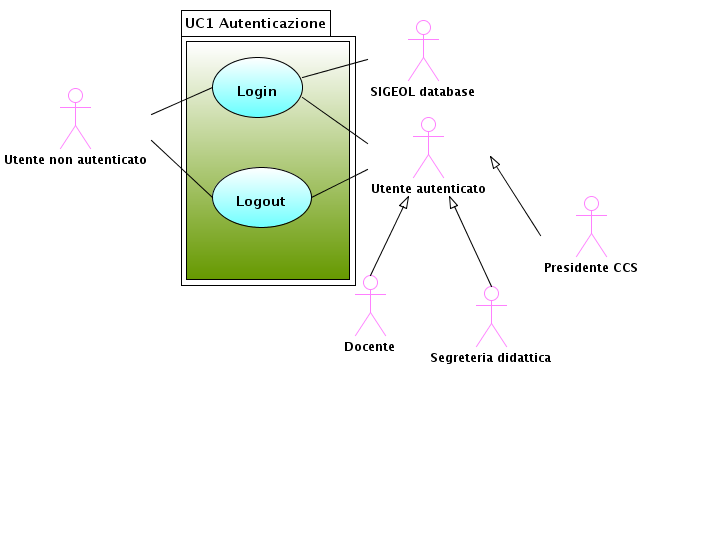 UC1 Autenticazione
Login
SIGEOL database
Utente non autenticato
Utente autenticato
Logout
Presidente CCS
Docente
Segreteria didattica